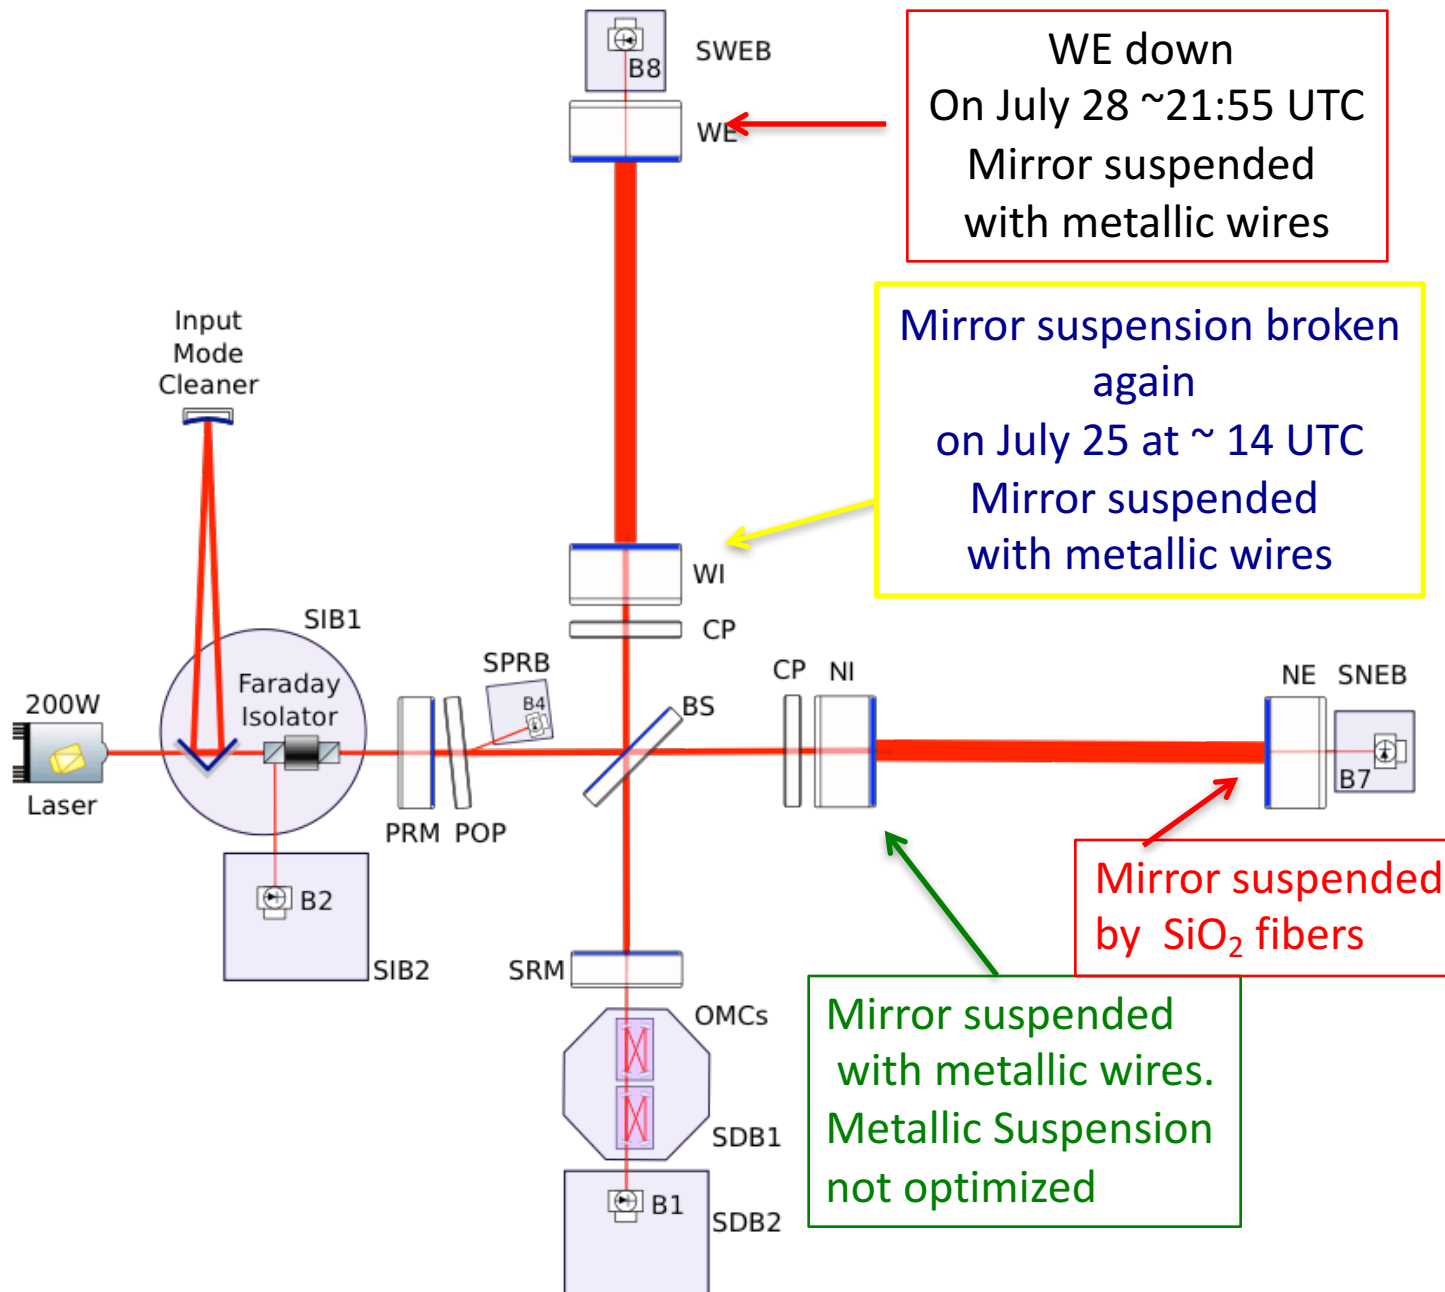 SWEB
B8
WE
WE down
On July 28 ~21:55 UTC
Mirror suspended
with metallic wires
Mirror suspension broken
again
on July 25 at ~ 14 UTC
Mirror suspended
with metallic wires
Input
Mode
Cleaner
WI
CP
SIB1
SPRB
B4
BS
CP
NI
NE
SNEB
B7
200W
Laser
Faraday
Isolator
PRM
POP
B2
SIB2
Mirror suspended
by SiO₂ fibers
SRM
OMCs
SDB1
B1
SDB2
Mirror suspended
with metallic wires.
Metallic Suspension
not optimized